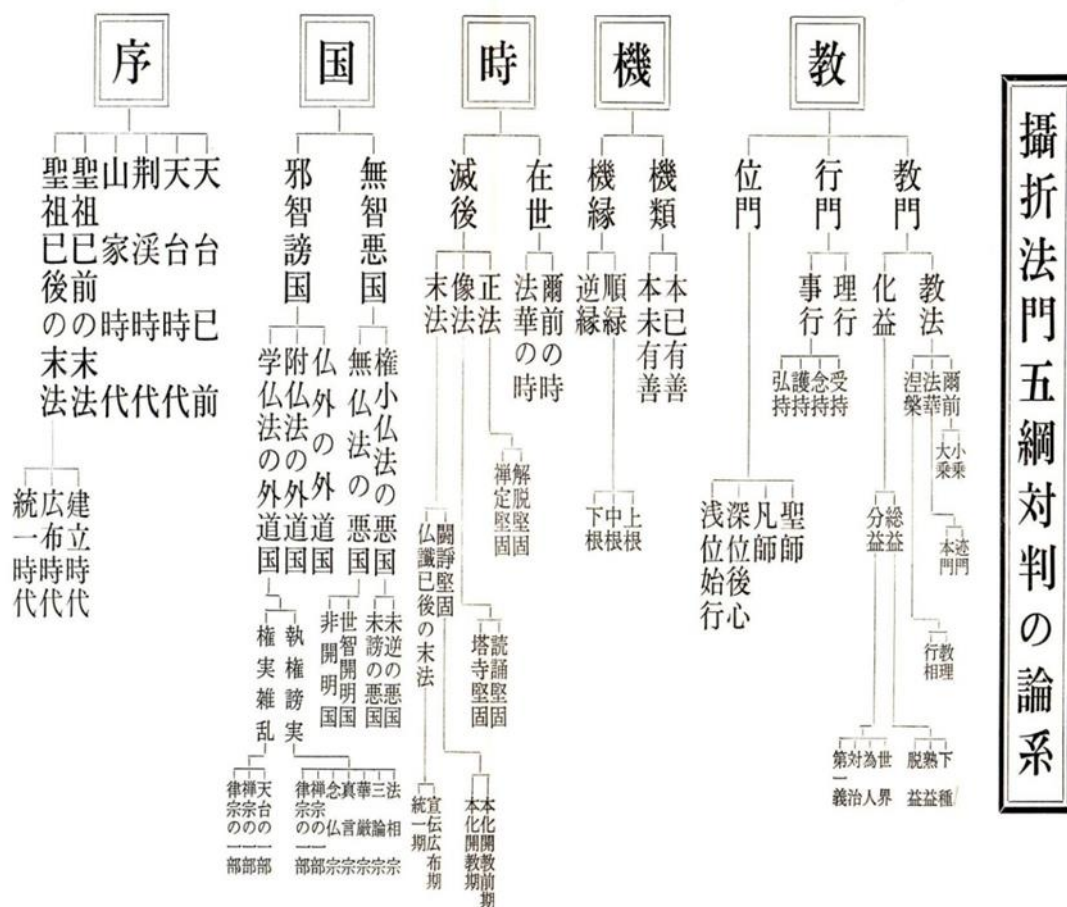 攝折法門五綱対判の論系
教
教門
教法
爾前
小乗
大乗
法華
迹門
本門
涅槃
教理
行相
化益
総益
下種
熟益
脱益
分益
世界
為人
対治
第一義
行門
理行
事行
受持
念持
護持
弘持
位門
聖師
凡師
深位後心
浅位始行
機
機類
本已有善
本未有善
機縁
順緑
逆縁
上根
中根
下根
時
在世
爾前の時
法華の時
滅後
正法
解脱堅固
禅定堅固
像法
読誦堅固
塔寺堅固
末法
闘諍堅固
本化開教前期
本化開教期
仏讖已後の末法
宣伝広布期
統一期
国
無智悪国
権小仏法の悪国
未逆の悪国
未謗の悪国
無仏法の悪国
世智開明国
非開明国
邪智謗国
仏外の外道国
附仏法の外道国
学仏法の外道国
執権謗実
法相宗
三論宗
華厳宗
真言宗
念仏宗
禅宗の一部
律宗の一部
権実雑乱
天台の一部
禅宗の一部
律宗の一部
序
天台已前
天台時代
荆渓時代
山家時代
聖祖已前の末法
聖祖已後の末法
建立時代
広布時代
統一時代